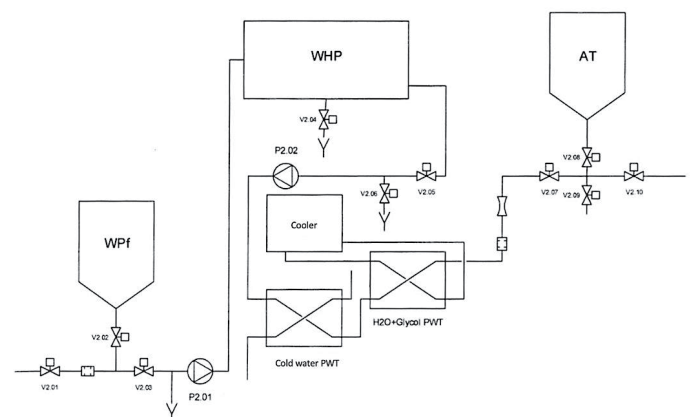 WHP
AT
V2.04
P2.02
V2.08
V2.06
V2.05
V2.07
V2.09
V2.10
Cooler
WPf
H2O+Glycol PWT
V2.02
Cold water PWT
V2.01
V2.03
P2.01